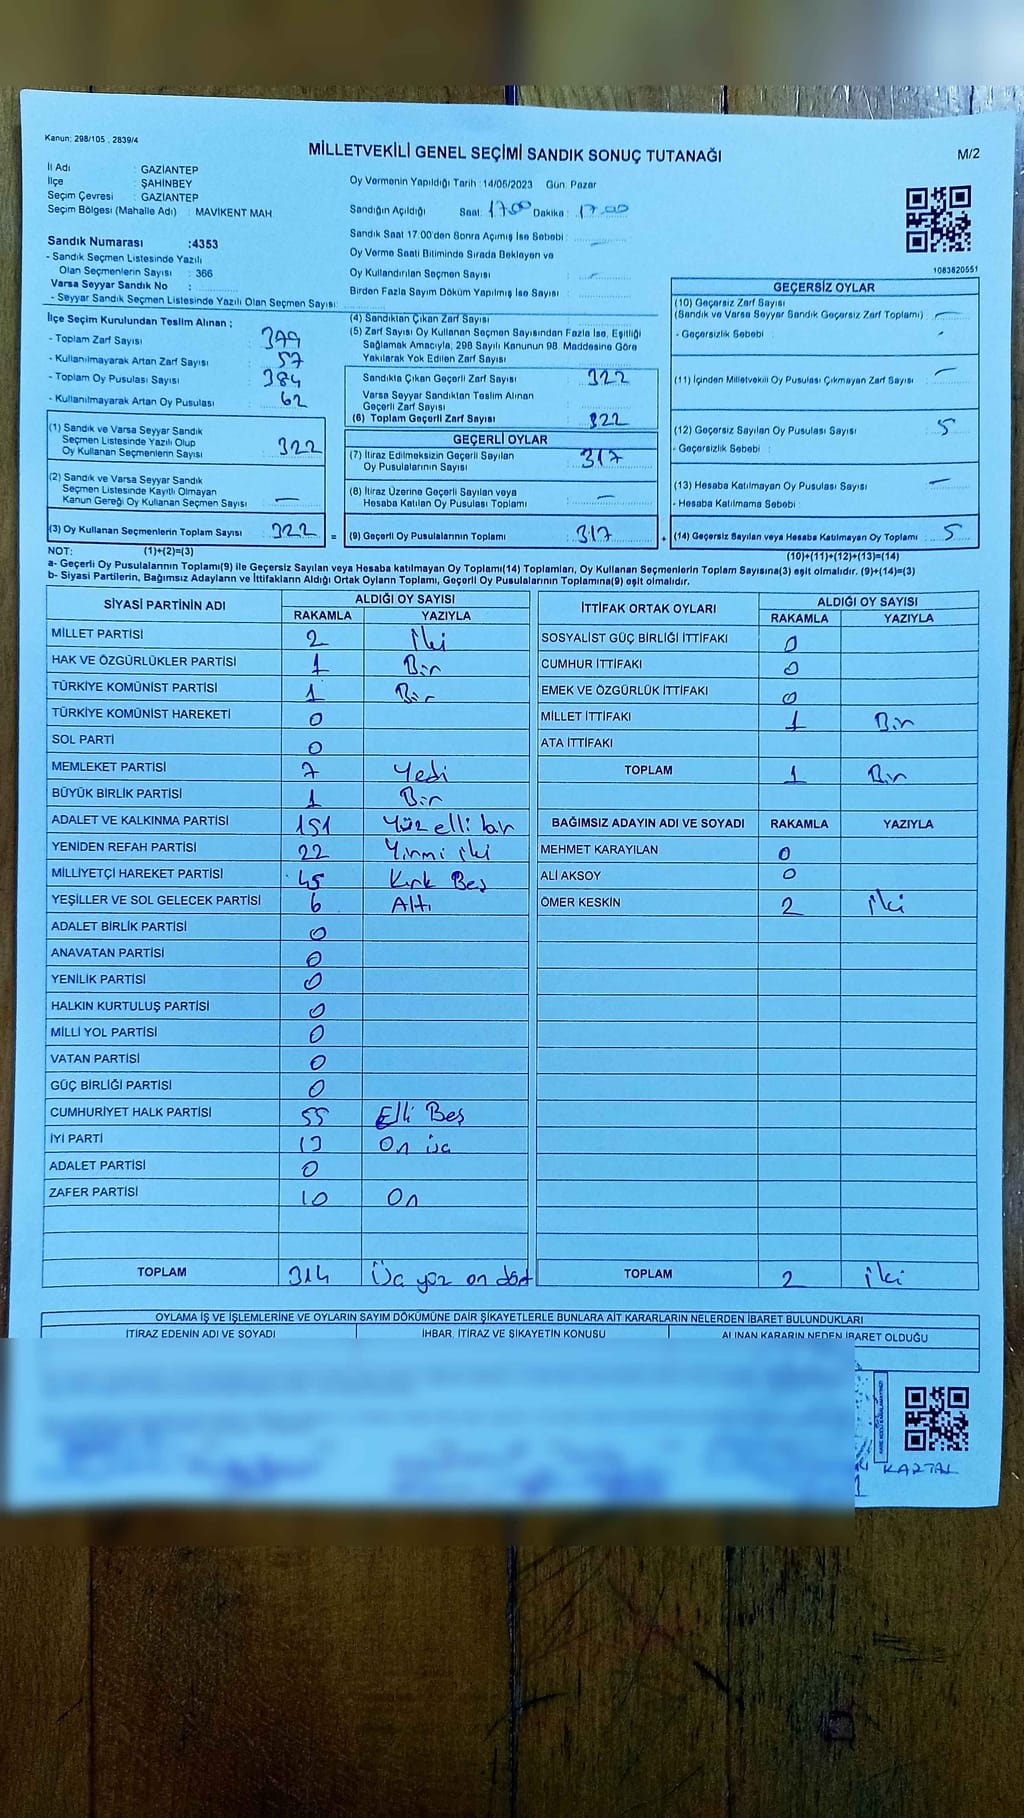 Kanun: 298/105 , 2839/4
MİLLETVEKİLİ GENEL SEÇİMİ SANDIK SONUÇ TUTANAĞI
M/2
İl Adı : GAZİANTEP
İlçe : ŞAHİNBEY
Seçim Çevresi : GAZİANTEP
Seçim Bölgesi (Mahalle Adı) : MAVİKENT MAH.
Oy Vermenin Yapıldığı Tarih : 14/05/2023 Gün: Pazar
Sandığın Açıldığı Saat: 17.00 Dakika : 17.00
Sandık Saati 17:00'den Sonra Açımış İse Sebebi :
Oy Verme Saati Bitiminde Sırada Bekleyen ve
Oy Kullandırılan Seçmen Sayısı : -
Birden Fazla Sayım Döküm Yapılmış İse Sayısı :
1083820551
Sandık Numarası :4353
- Sandık Seçmen Listesinde Yazılı
Olan Seçmenlerin Sayısı : 366
Varsa Seyyar Sandık No :
- Seyyar Sandık Seçmen Listesinde Yazılı Olan Seçmen Sayısı:
İlçe Seçim Kurulundan Teslim Alınan ;
- Toplam Zarf Sayısı : 379
- Kullanılmayarak Artan Zarf Sayısı : 57
- Toplam Oy Pusulası Sayısı : 384
- Kullanılmayarak Artan Oy Pusulası : 62
(1) Sandık ve Varsa Seyyar Sandık
Seçmen Listesinde Yazılı Olup
Oy Kullanan Seçmenlerin Sayısı : 322
(2) Sandık ve Varsa Seyyar Sandık
Seçmen Listesinde Kayıtlı Olmayan
Kanun Gereği Oy Kullanan Seçmen Sayısı : -
(3) Oy Kullanan Seçmenlerin Toplam Sayısı : 322 =
(4) Sandıktan Çıkan Zarf Sayısı :
(5) Zarf Sayısı Oy Kullanan Seçmen Sayısından Fazla İse, Eşitliği
Sağlamak Amacıyla, 298 Sayılı Kanunun 98. Maddesine Göre
Yakılarak Yok Edilen Zarf Sayısı :
Sandıkta Çıkan Geçerli Zarf Sayısı : 322
Varsa Seyyar Sandıktan Teslim Alınan
Geçerli Zarf Sayısı :
(6) Toplam Geçerli Zarf Sayısı : 322
GEÇERLİ OYLAR
(7) İtiraz Edilmeksizin Geçerli Sayılan
Oy Pusulalarının Sayısı : 317
(8) İtiraz Üzerine Geçerli Sayılan veya
Hesaba Katılan Oy Pusulası Toplamı : -
(9) Geçerli Oy Pusulalarının Toplamı : 317 +
GEÇERSİZ OYLAR
(10) Geçersiz Zarf Sayısı
(Sandık ve Varsa Seyyar Sandık Geçersiz Zarf Toplamı) : -
- Geçersizlik Sebebi : -
(11) İçinden Milletvekili Oy Pusulası Çıkmayan Zarf Sayısı : -
(12) Geçersiz Sayılan Oy Pusulası Sayısı : 5
- Geçersizlik Sebebi :
(13) Hesaba Katılmayan Oy Pusulası Sayısı : -
- Hesaba Katılmama Sebebi :
(14) Geçersiz Sayılan veya Hesaba Katılmayan Oy Toplamı : 5
NOT: (1)+(2)=(3)
(10)+(11)+(12)+(13)=(14)
a- Geçerli Oy Pusulalarının Toplamı(9) ile Geçersiz Sayılan veya Hesaba katılmayan Oy Toplamı(14) Toplamları, Oy Kullanan Seçmenlerin Toplam Sayısına(3) eşit olmalıdır. (9)+(14)=(3)
b- Siyasi Partilerin, Bağımsız Adayların ve İttifakların Aldığı Ortak Oyların Toplamı, Geçerli Oy Pusulalarının Toplamına(9) eşit olmalıdır.
SİYASİ PARTİNİN ADI ALDIĞI OY SAYISI
RAKAMLA YAZIYLA
MİLLET PARTİSİ 2 İki
HAK VE ÖZGÜRLÜKLER PARTİSİ 1 Bir
TÜRKİYE KOMÜNİST PARTİSİ 1 Bir
TÜRKİYE KOMÜNİST HAREKETİ 0
SOL PARTİ 0
MEMLEKET PARTİSİ 7 Yedi
BÜYÜK BİRLİK PARTİSİ 1 Bir
ADALET VE KALKINMA PARTİSİ 151 Yüz elli bir
YENİDEN REFAH PARTİSİ 22 Yirmi iki
MİLLİYETÇİ HAREKET PARTİSİ 45 Kırk Beş
YEŞİLLER VE SOL GELECEK PARTİSİ 6 Altı
ADALET BİRLİK PARTİSİ 0
ANAVATAN PARTİSİ 0
YENİLİK PARTİSİ 0
HALKIN KURTULUŞ PARTİSİ 0
MİLLİ YOL PARTİSİ 0
VATAN PARTİSİ 0
GÜÇ BİRLİĞİ PARTİSİ 0
CUMHURİYET HALK PARTİSİ 55 Elli Beş
İYİ PARTİ 13 On üç
ADALET PARTİSİ 0
ZAFER PARTİSİ 10 On
TOPLAM 314 Üç yüz on dört
İTTİFAK ORTAK OYLARI ALDIĞI OY SAYISI
RAKAMLA YAZIYLA
SOSYALİST GÜÇ BİRLİĞİ İTTİFAKI 0
CUMHUR İTTİFAKI 0
EMEK VE ÖZGÜRLÜK İTTİFAKI 0
MİLLET İTTİFAKI 1 Bir
ATA İTTİFAKI
TOPLAM 1 Bir
BAĞIMSIZ ADAYIN ADI VE SOYADI RAKAMLA YAZIYLA
MEHMET KARAYILAN 0
ALİ AKSOY 0
ÖMER KESKİN 2 İki
TOPLAM 2 İki
OYLAMA İŞ VE İŞLEMLERİNE VE OYLARIN SAYIM DÖKÜMÜNE DAİR ŞİKAYETLERLE BUNLARA AİT KARARLARIN NELERDEN İBARET BULUNDUKLARI
İTİRAZ EDENİN ADI VE SOYADI İHBAR, İTİRAZ VE ŞİKAYETİN KONUSU ALINAN KARARIN NEDEN İBARET OLDUĞU
KARTAL